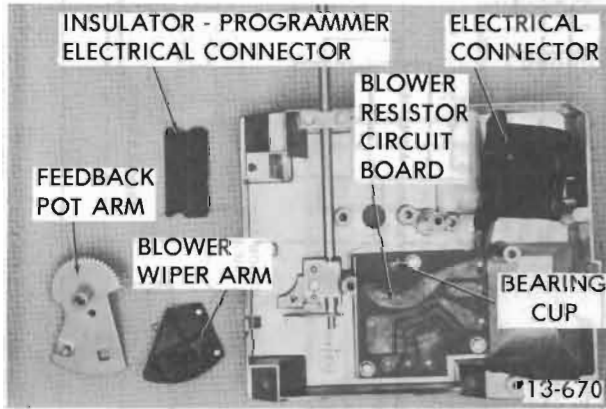 INSULATOR - PROGRAMMER
ELECTRICAL CONNECTOR
ELECTRICAL
CONNECTOR
BLOWER
RESISTOR
CIRCUIT
BOARD
FEEDBACK
POT ARM
BLOWER
WIPER ARM
BEARING
CUP
13-670